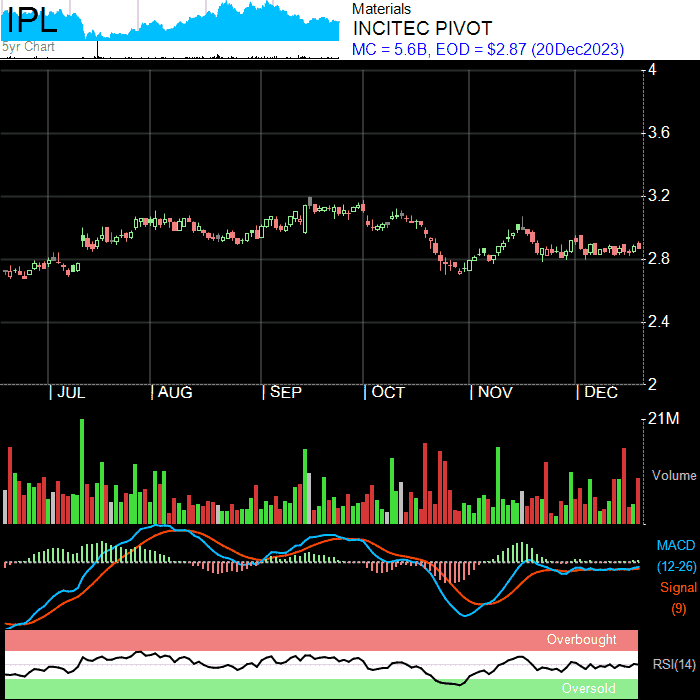 IPL
5yr Chart
Materials
INCITEC PIVOT
MC = 5.6B, EOD = $2.87 (20Dec2023)
4
3.6
3.2
2.8
2.4
2
JUL
AUG
SEP
OCT
NOV
DEC
21M
Volume
MACD
(12-26)
Signal
(9)
Overbought
RSI(14)
Oversold